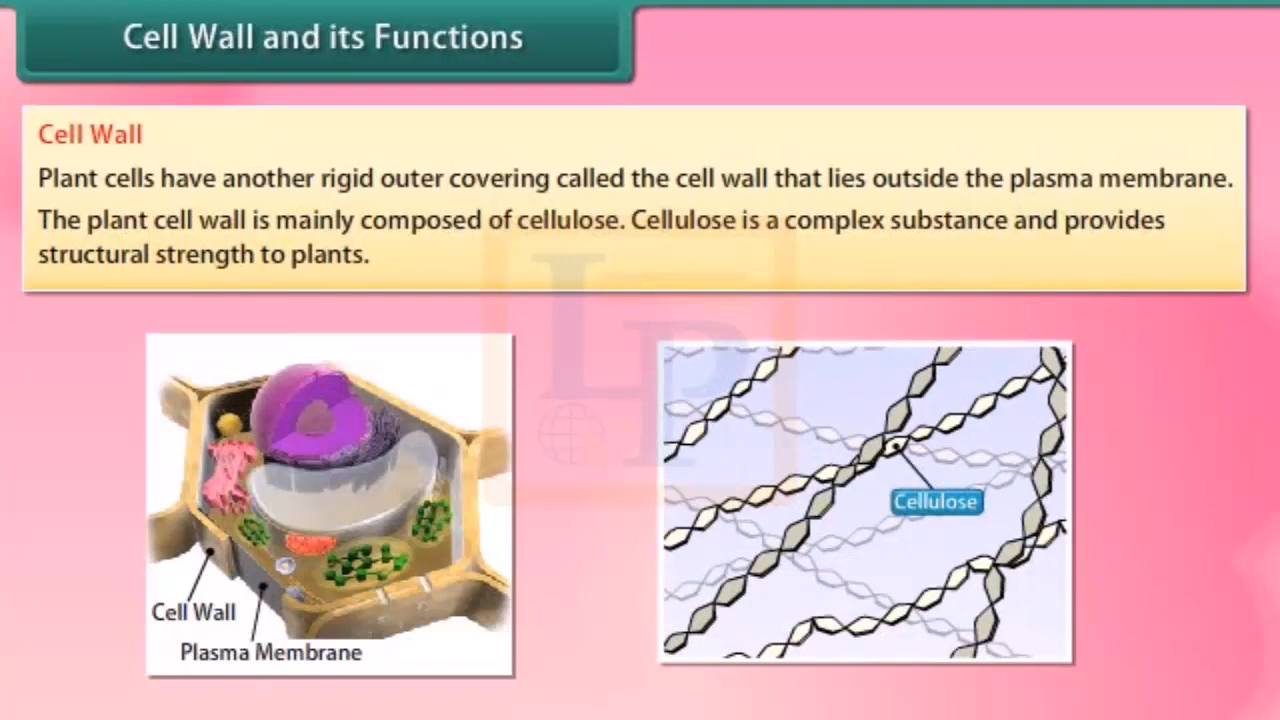 Cell Wall and its Functions
Cell Wall
Plant cells have another rigid outer covering called the cell wall that lies outside the plasma membrane.
The plant cell wall is mainly composed of cellulose. Cellulose is a complex substance and provides
structural strength to plants.
LP
Cell Wall
Plasma Membrane
Cellulose